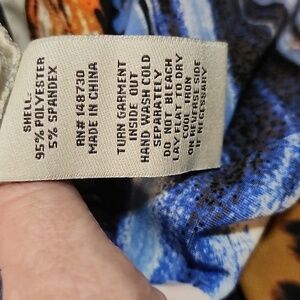 SHELL:
95% POLYESTER
5% SPANDEX
RN# 148730
MADE IN CHINA
TURN GARMENT
INSIDE OUT
HAND WASH COLD
SEPARATELY
DO NOT BLEACH
LAY FLAT TO DRY
COOL IRON
ON REVERSE SIDE
IF NECESSARY